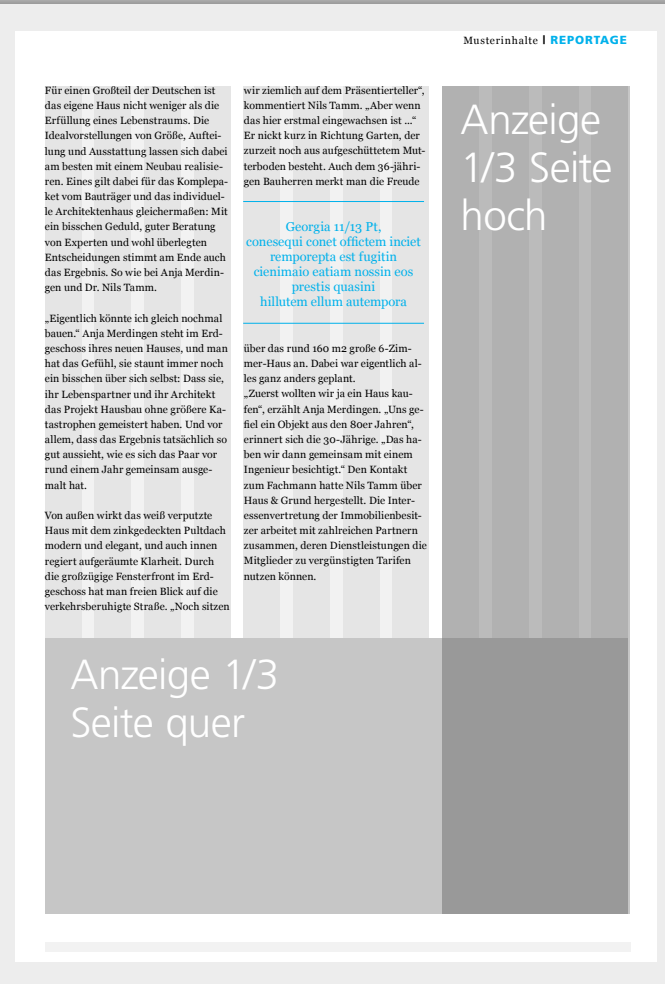 Musterinhalte | REPORTAGE
Für einen Großteil der Deutschen ist
das eigene Haus nicht weniger als die
Erfüllung eines Lebenstraums. Die
Idealvorstellungen von Größe, Auftei-
lung und Ausstattung lassen sich dabei
am besten mit einem Neubau realisie-
ren. Eines gilt dabei für das Komplepa-
ket vom Bauträger und das individuel-
le Architektenhaus gleichermaßen: Mit
ein bisschen Geduld, guter Beratung
von Experten und wohl überlegten
Entscheidungen stimmt am Ende auch
das Ergebnis. So wie bei Anja Merdin-
gen und Dr. Nils Tamm.
„Eigentlich könnte ich gleich nochmal
bauen.“ Anja Merdingen steht im Erd-
geschoss ihres neuen Hauses, und man
hat das Gefühl, sie staunt immer noch
ein bisschen über sich selbst: Dass sie,
ihr Lebenspartner und ihr Architekt
das Projekt Hausbau ohne größere Ka-
tastrophen gemeistert haben. Und vor
allem, dass das Ergebnis tatsächlich so
gut aussieht, wie es sich das Paar vor
rund einem Jahr gemeinsam ausge-
malt hat.
Von außen wirkt das weiß verputzte
Haus mit dem zinkgedeckten Pultdach
modern und elegant, und auch innen
regiert aufgeräumte Klarheit. Durch
die großzügige Fensterfront im Erd-
geschoss hat man freien Blick auf die
verkehrsberuhigte Straße. „Noch sitzen
wir ziemlich auf dem Präsentierteller“,
kommentiert Nils Tamm. „Aber wenn
das hier erstmal eingewachsen ist ...“
Er nickt kurz in Richtung Garten, der
zurzeit noch aus aufgeschüttetem Mut-
terboden besteht. Auch dem 36-jähri-
gen Bauherren merkt man die Freude
Georgia 11/13 Pt,
conesequi conet offictem inciet
remporepta est fugitin
cienimaio eatiam nossin eos
prestis quasini
hillutem ellum autempora
über das rund 160 m2 große 6-Zim-
mer-Haus an. Dabei war eigentlich al-
les ganz anders geplant.
„Zuerst wollten wir ja ein Haus kau-
fen“, erzählt Anja Merdingen. „Uns ge-
fiel ein Objekt aus den 80er Jahren“,
erinnert sich die 30-Jährige. „Das ha-
ben wir dann gemeinsam mit einem
Ingenieur besichtigt.“ Den Kontakt
zum Fachmann hatte Nils Tamm über
Haus & Grund hergestellt. Die Inter-
essenvertretung der Immobilienbesit-
zer arbeitet mit zahlreichen Partnern
zusammen, deren Dienstleistungen die
Mitglieder zu vergünstigten Tarifen
nutzen können.
Anzeige
1/3 Seite
hoch
Anzeige 1/3
Seite quer